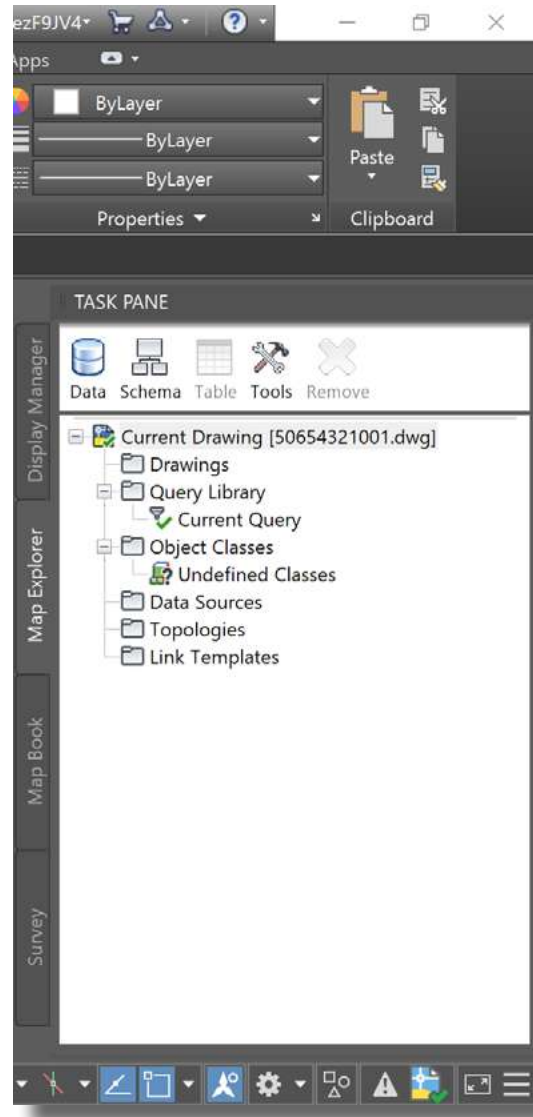 ezF9JV4
Apps
ByLayer
ByLayer
ByLayer
Paste
Properties
Clipboard
TASK PANE
Data Schema Table Tools Remove
Display Manager
Map Explorer
Map Book
Survey
Current Drawing [50654321001.dwg]
Drawings
Query Library
Current Query
Object Classes
Undefined Classes
Data Sources
Topologies
Link Templates